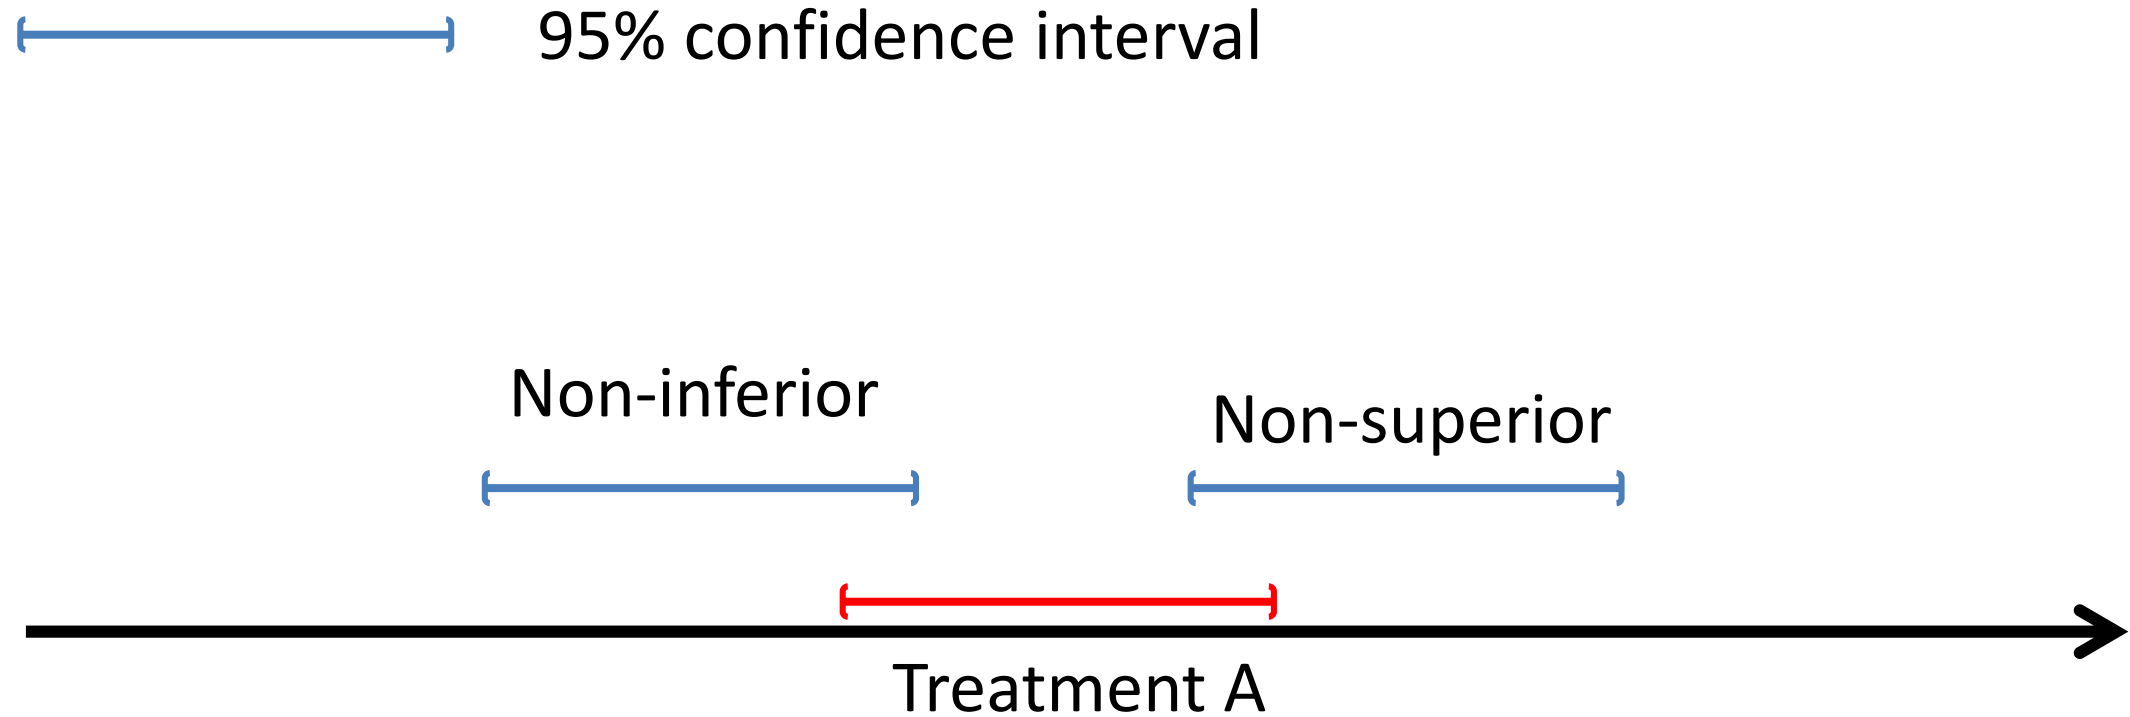 95% confidence interval
Non-inferior
Non-superior
Treatment A